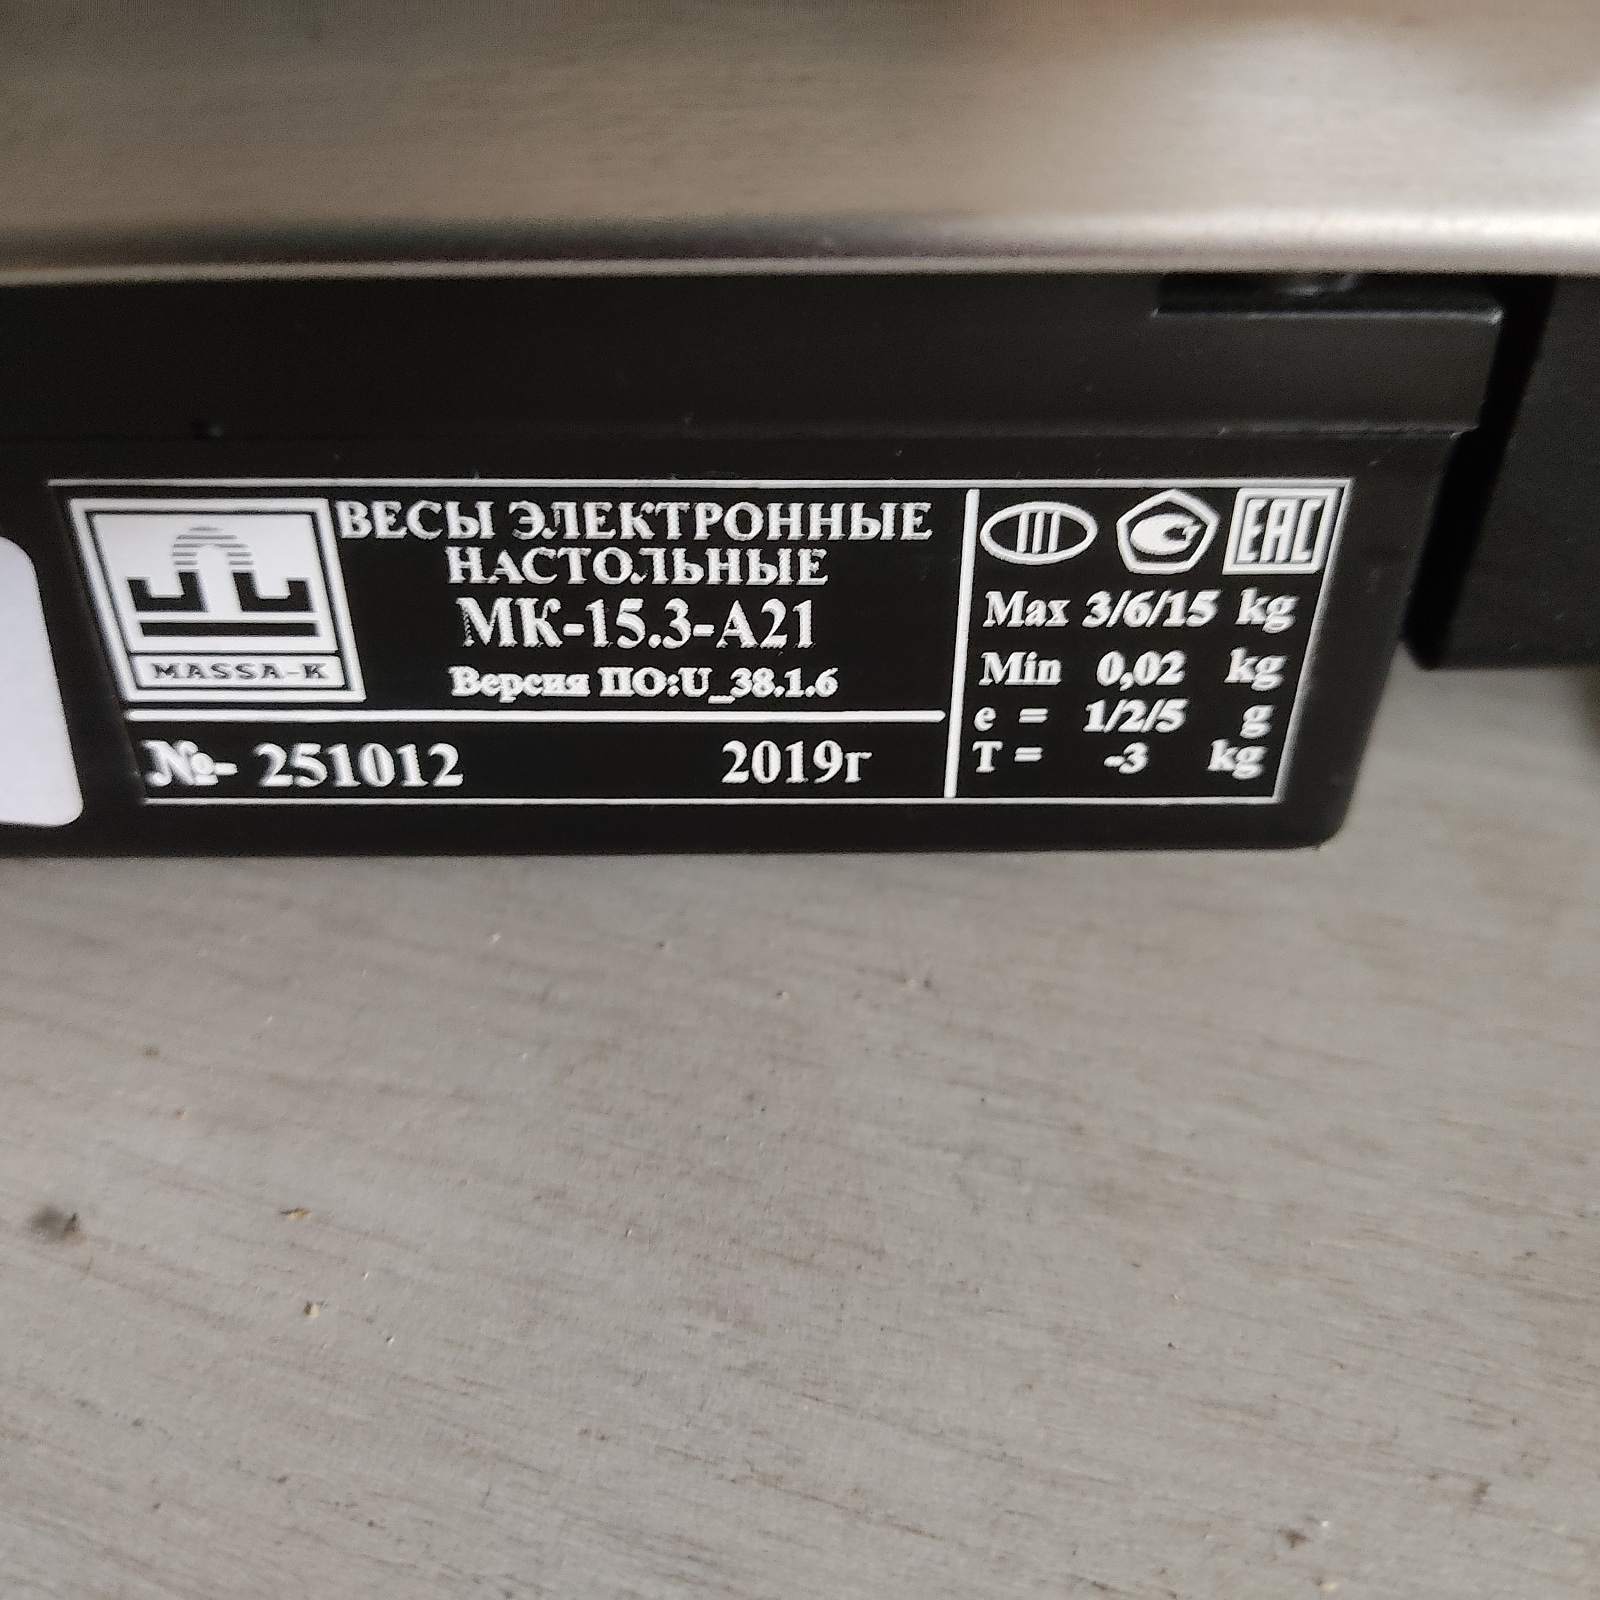 MASSA-K
ВЕСЫ ЭЛЕКТРОННЫЕ
НАСТОЛЬНЫЕ
МК-15.3-А21
Версия ПО:U_38.1.6
№- 251012 2019г
III EAC
Max 3/6/15 kg
Min 0,02 kg
e = 1/2/5 g
T = -3 kg